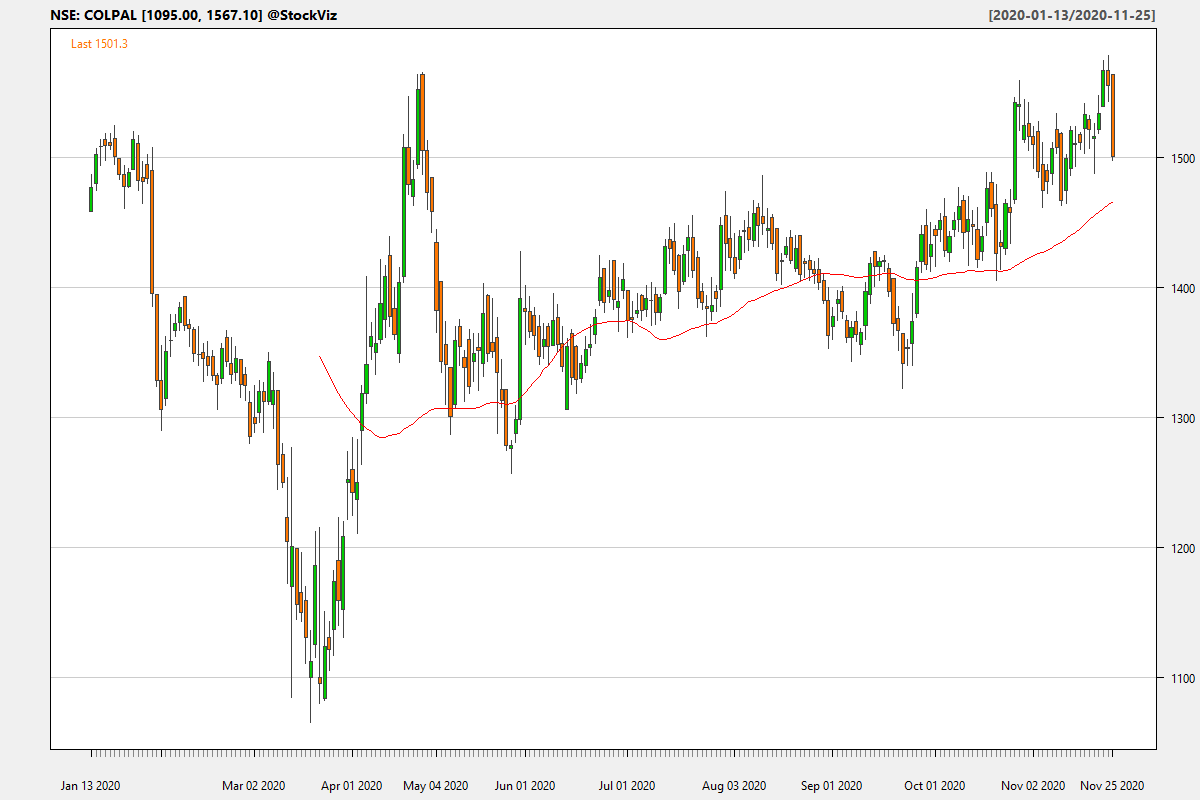 NSE: COLPAL [1095.00, 1567.10] @StockViz
[2020-01-13/2020-11-25]
Last 1501.3
1500
1400
1300
1200
1100
Jan 13 2020
Mar 02 2020
Apr 01 2020
May 04 2020
Jun 01 2020
Jul 01 2020
Aug 03 2020
Sep 01 2020
Oct 01 2020
Nov 02 2020
Nov 25 2020